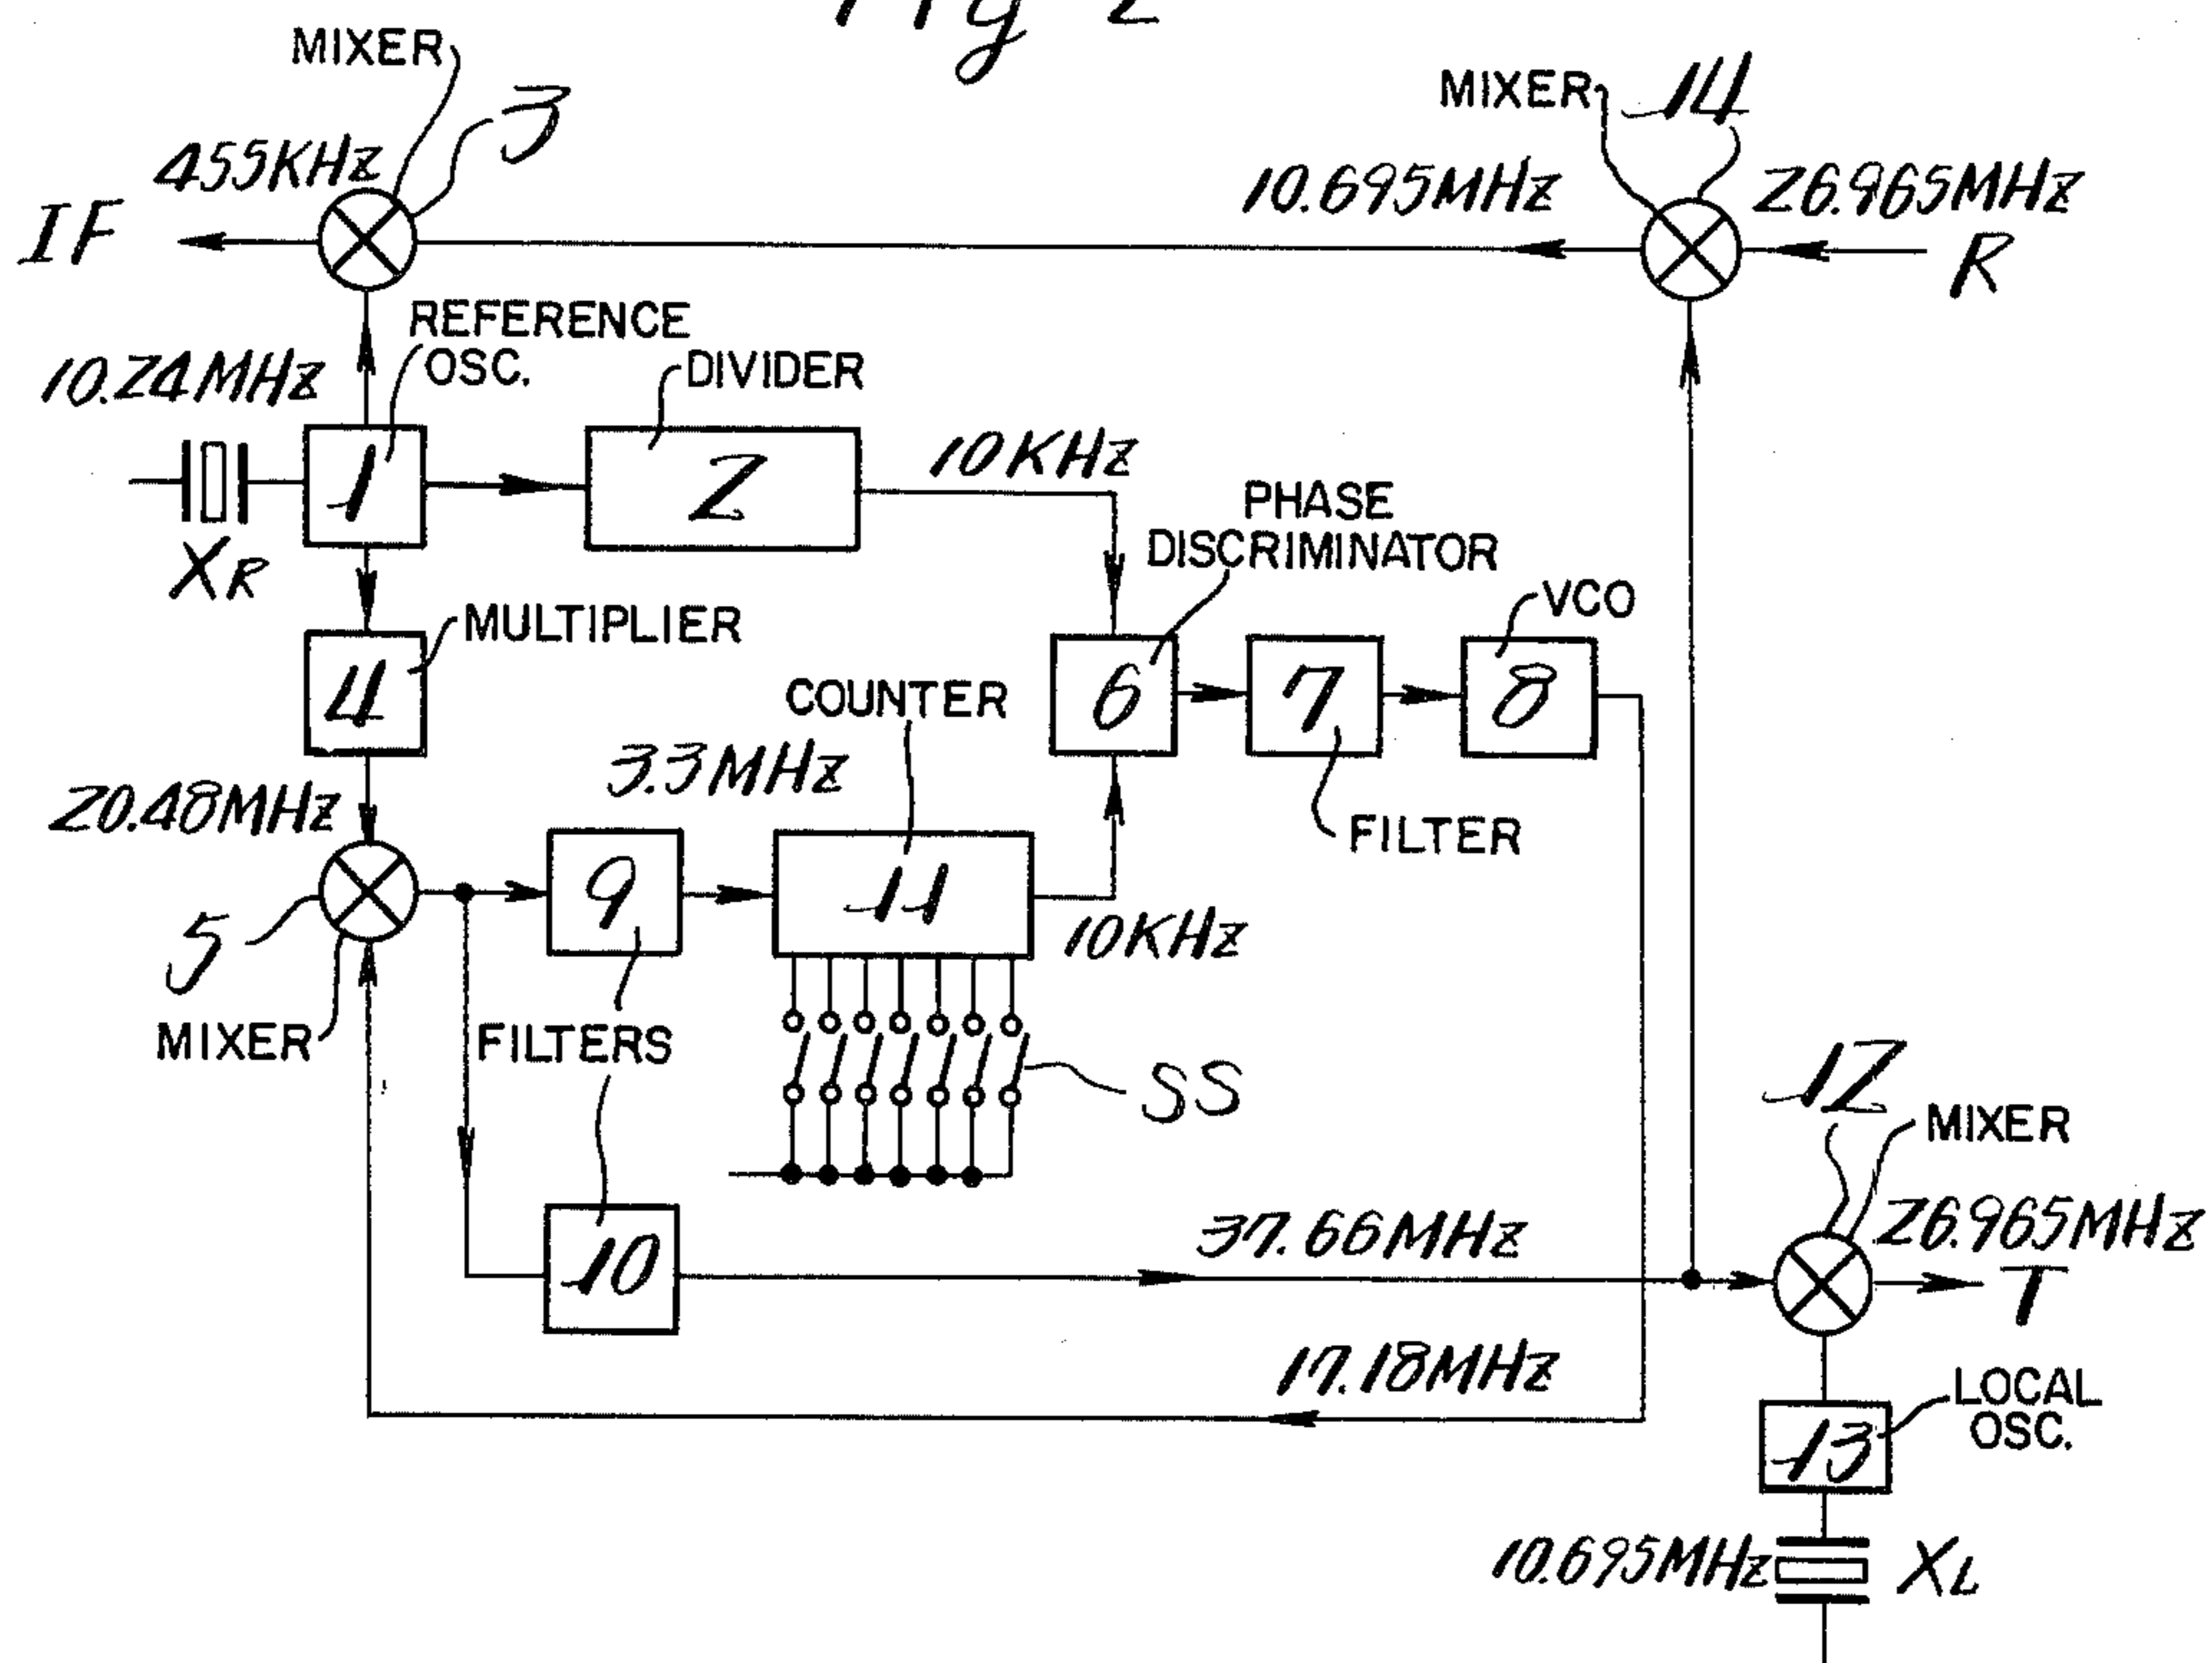 Fig 2
MIXER
3
MIXER
14
455KHz
10.695MHz
26.965MHz
IF
R
REFERENCE
OSC.
10.24MHz
DIVIDER
1
2
10KHz
XR
PHASE
DISCRIMINATOR
VCO
MULTIPLIER
4
6
7
8
COUNTER
3.3MHz
20.48MHz
FILTER
9
11
5
10KHz
MIXER
FILTERS
SS
12
MIXER
10
37.66MHz
26.965MHz
T
17.18MHz
LOCAL
OSC.
13
10.695MHz
XL